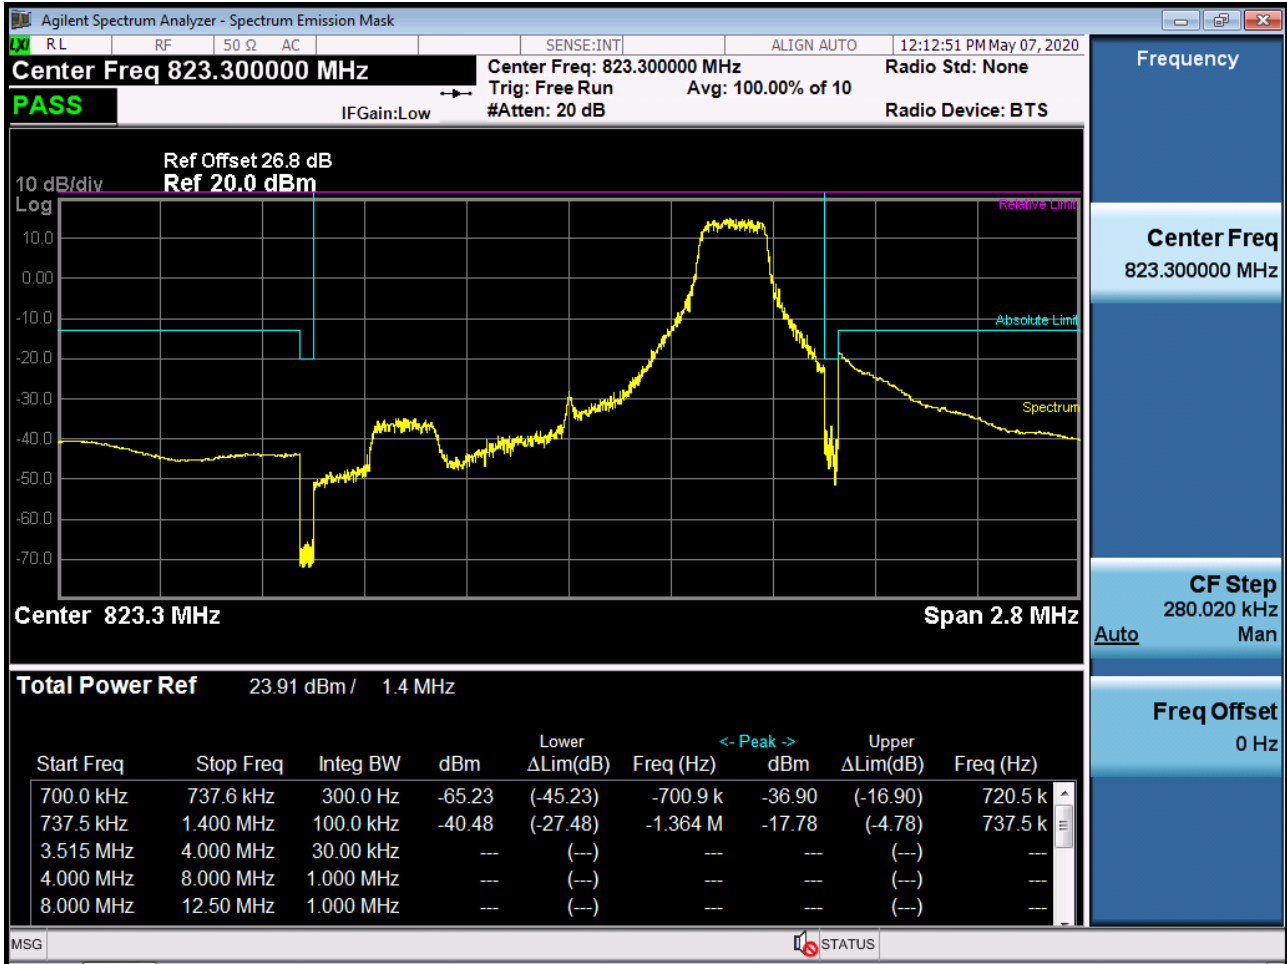 Agilent Spectrum Analyzer - Spectrum Emission Mask
LXI RL RF 50 Ω AC SENSE:INT ALIGN AUTO 12:12:51 PM May 07, 2020
Center Freq 823.300000 MHz
Center Freq: 823.300000 MHz
Radio Std: None
Trig: Free Run Avg: 100.00% of 10
PASS
IFGain:Low
#Atten: 20 dB
Radio Device: BTS
Frequency
Ref Offset 26.8 dB
10 dB/div Ref 20.0 dBm
Log
Relative Limit
10.0
0.00
-10.0
Absolute Limit
-20.0
-30.0
Spectrum
-40.0
-50.0
-60.0
-70.0
Center 823.3 MHz
Span 2.8 MHz
Center Freq
823.300000 MHz
CF Step
280.020 kHz
Auto Man
Freq Offset
0 Hz
Total Power Ref 23.91 dBm / 1.4 MHz
Lower <- Peak -> Upper
Start Freq Stop Freq Integ BW dBm ΔLim(dB) Freq (Hz) dBm ΔLim(dB) Freq (Hz)
700.0 kHz 737.6 kHz 300.0 Hz -65.23 (-45.23) -700.9 k -36.90 (-16.90) 720.5 k
737.5 kHz 1.400 MHz 100.0 kHz -40.48 (-27.48) -1.364 M -17.78 (-4.78) 737.5 k
3.515 MHz 4.000 MHz 30.00 kHz --- (---) --- --- (---) ---
4.000 MHz 8.000 MHz 1.000 MHz --- (---) --- --- (---) ---
8.000 MHz 12.50 MHz 1.000 MHz --- (---) --- --- (---) ---
MSG STATUS